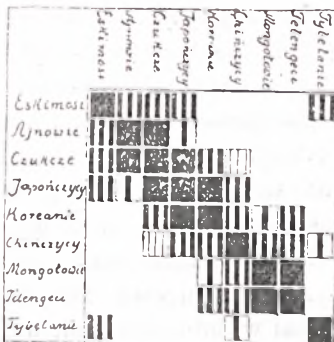 Eskimosi
Ajnowie
Czukcze
Japończycy
Koreanie
Chińczycy
Mongołowie
Telengeci
Tybetanie
Eskimosi
Ajnowie
Czukcze
Japończycy
Koreanie
Chińczycy
Mongołowie
Telengeci
Tybetanie